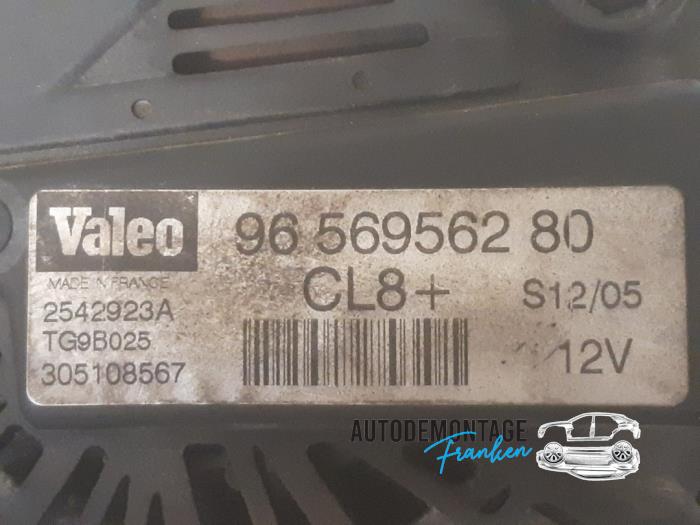 Valeo
96 569562 80
MADE IN FRANCE
CL8+
S12/05
2542923A
TG9B025
305108567
12V
AUTODEMONTAGE
Franken